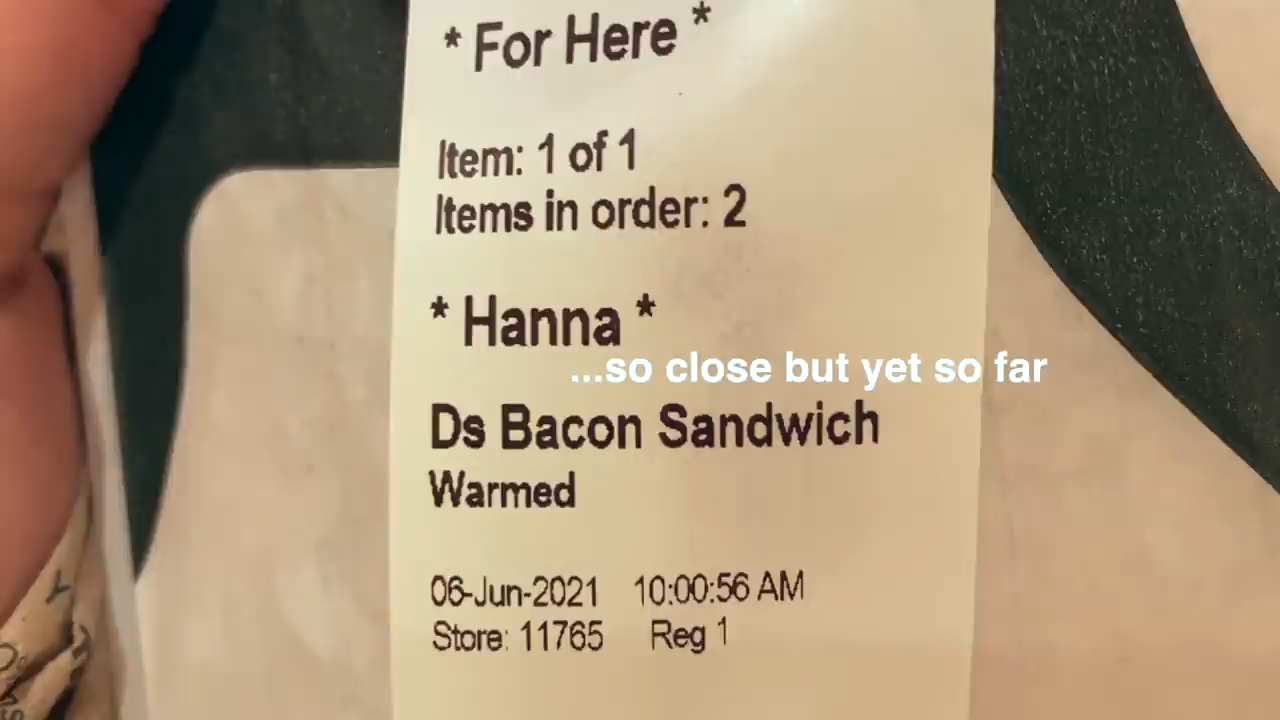 * For Here *
Item: 1 of 1
Items in order: 2
* Hanna *
...so close but yet so far
Ds Bacon Sandwich
Warmed
06-Jun-2021 10:00:56 AM
Store: 11765 Reg 1